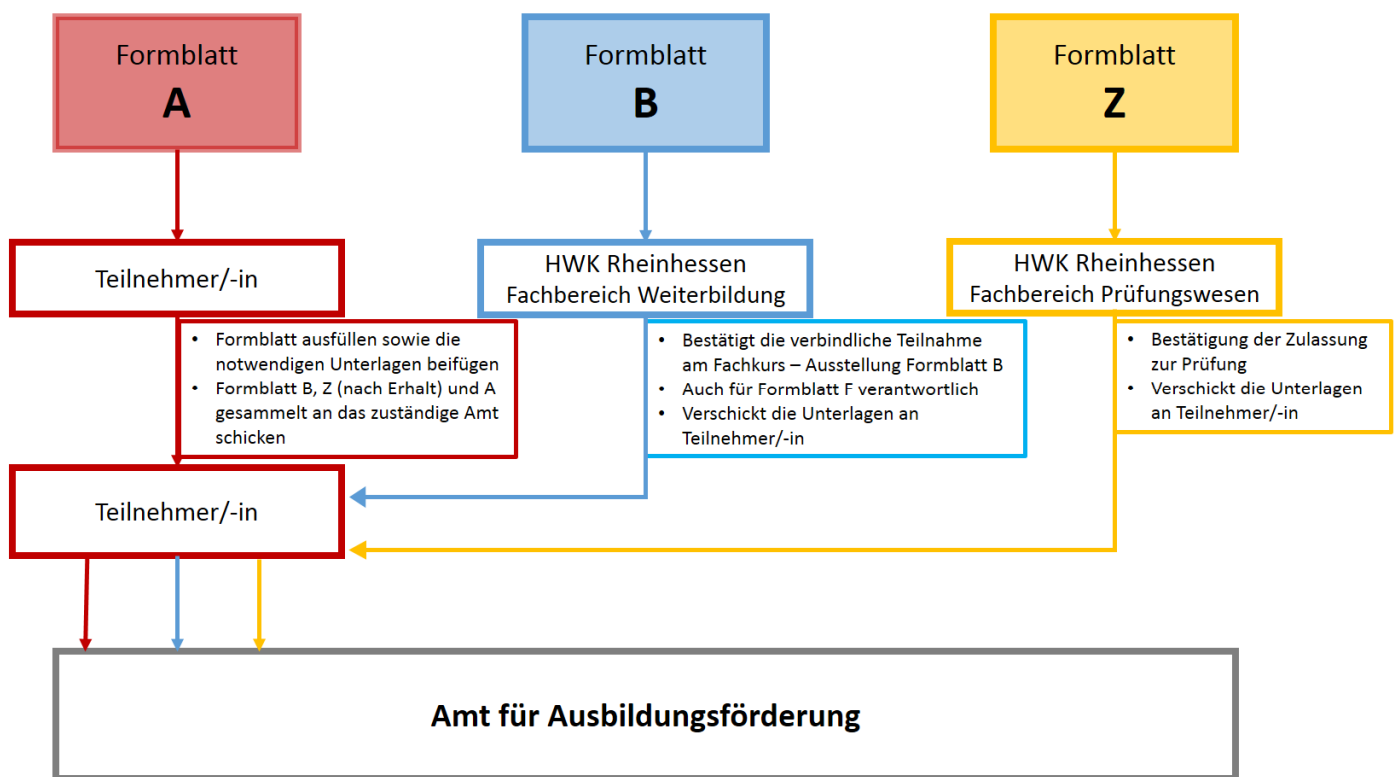 Formblatt
A
Formblatt
B
Formblatt
Z
Teilnehmer/-in
HWK Rheinhessen
Fachbereich Weiterbildung
HWK Rheinhessen
Fachbereich Prüfungswesen
• Formblatt ausfüllen sowie die
notwendigen Unterlagen beifügen
• Formblatt B, Z (nach Erhalt) und A
gesammelt an das zuständige Amt
schicken
• Bestätigt die verbindliche Teilnahme
am Fachkurs – Ausstellung Formblatt B
• Auch für Formblatt F verantwortlich
• Verschickt die Unterlagen an
Teilnehmer/-in
• Bestätigung der Zulassung
zur Prüfung
• Verschickt die Unterlagen
an Teilnehmer/-in
Teilnehmer/-in
Amt für Ausbildungsförderung